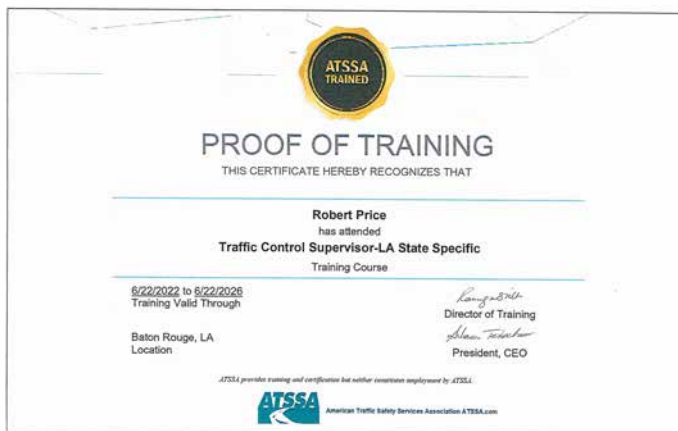 ATSSA
TRAINED
PROOF OF TRAINING
THIS CERTIFICATE HEREBY RECOGNIZES THAT
Robert Price
has attended
Traffic Control Supervisor-LA State Specific
Training Course
6/22/2022 to 6/22/2026
Training Valid Through
Director of Training
Baton Rouge, LA
Location
President, CEO
ATSSA provides training and certification but neither constitutes employment by ATSSA.
ATSSA
American Traffic Safety Services Association ATSSA.com